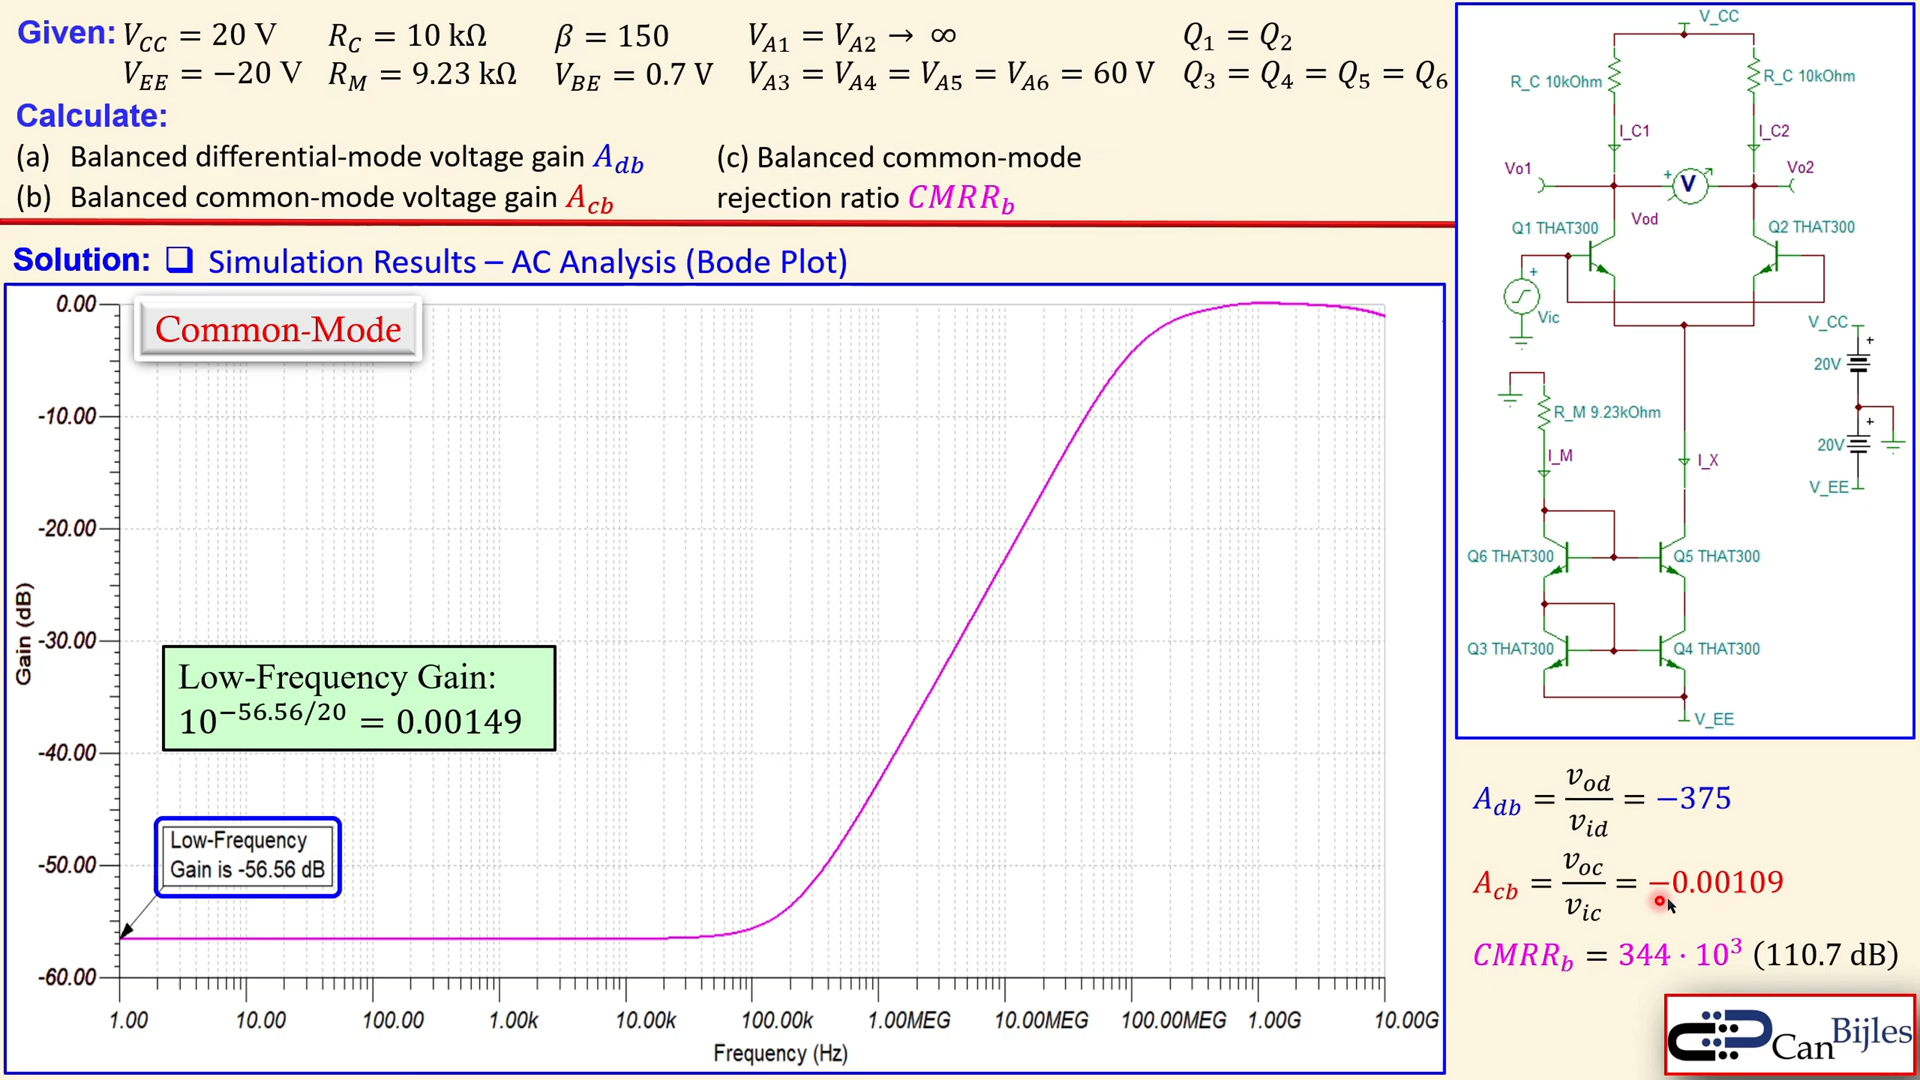 Given: V_CC = 20 V R_C = 10 kΩ β = 150 V_A1 = V_A2 → ∞ Q_1 = Q_2
V_EE = −20 V R_M = 9.23 kΩ V_BE = 0.7 V V_A3 = V_A4 = V_A5 = V_A6 = 60 V Q_3 = Q_4 = Q_5 = Q_6
Calculate:
(a) Balanced differential-mode voltage gain A_db
(b) Balanced common-mode voltage gain A_cb
(c) Balanced common-mode
rejection ratio CMRR_b
Solution: ❑ Simulation Results – AC Analysis (Bode Plot)
Common-Mode
0.00
-10.00
-20.00
-30.00
-40.00
-50.00
-60.00
Gain (dB)
Low-Frequency Gain:
10^−56.56/20 = 0.00149
Low-Frequency
Gain is -56.56 dB
1.00 10.00 100.00 1.00k 10.00k 100.00k 1.00MEG 10.00MEG 100.00MEG 1.00G 10.00G
Frequency (Hz)
V_CC
R_C 10kOhm R_C 10kOhm
I_C1 I_C2
Vo1 + V Vo2
Vod
Q1 THAT300 Q2 THAT300
+
Vic
V_CC
+
20V
R_M 9.23kOhm
+
20V
I_M I_X
V_EE
Q6 THAT300 Q5 THAT300
Q3 THAT300 Q4 THAT300
V_EE
A_db = v_od / v_id = −375
A_cb = v_oc / v_ic = −0.00109
CMRR_b = 344 · 10^3 (110.7 dB)
CanBijles